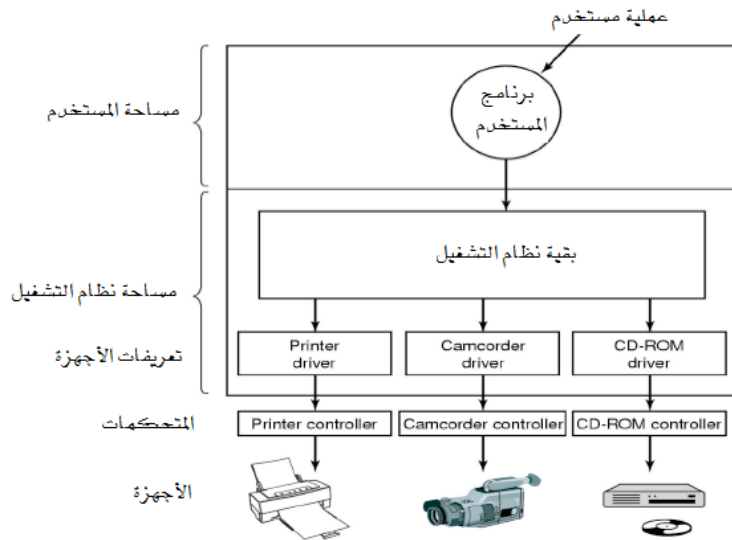 عملية مستخدم
برنامج
المستخدم
مساحة المستخدم
بقية نظام التشغيل
مساحة نظام التشغيل
تعريفات الأجهزة
Printer
driver
Camcorder
driver
CD-ROM
driver
المتحكمات
Printer controller
Camcorder controller
CD-ROM controller
الأجهزة